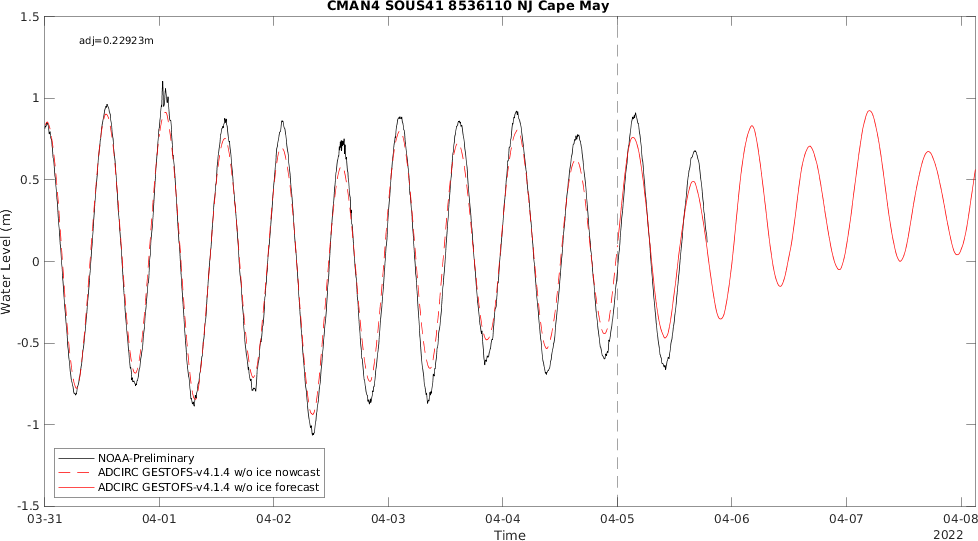 CMAN4 SOUS41 8536110 NJ Cape May
adj=0.22923m
1.5
1
0.5
0
-0.5
-1
-1.5
Water Level (m)
NOAA-Preliminary
ADCIRC GESTOFS-v4.1.4 w/o ice nowcast
ADCIRC GESTOFS-v4.1.4 w/o ice forecast
03-31 04-01 04-02 04-03 04-04 04-05 04-06 04-07 04-08
Time
2022